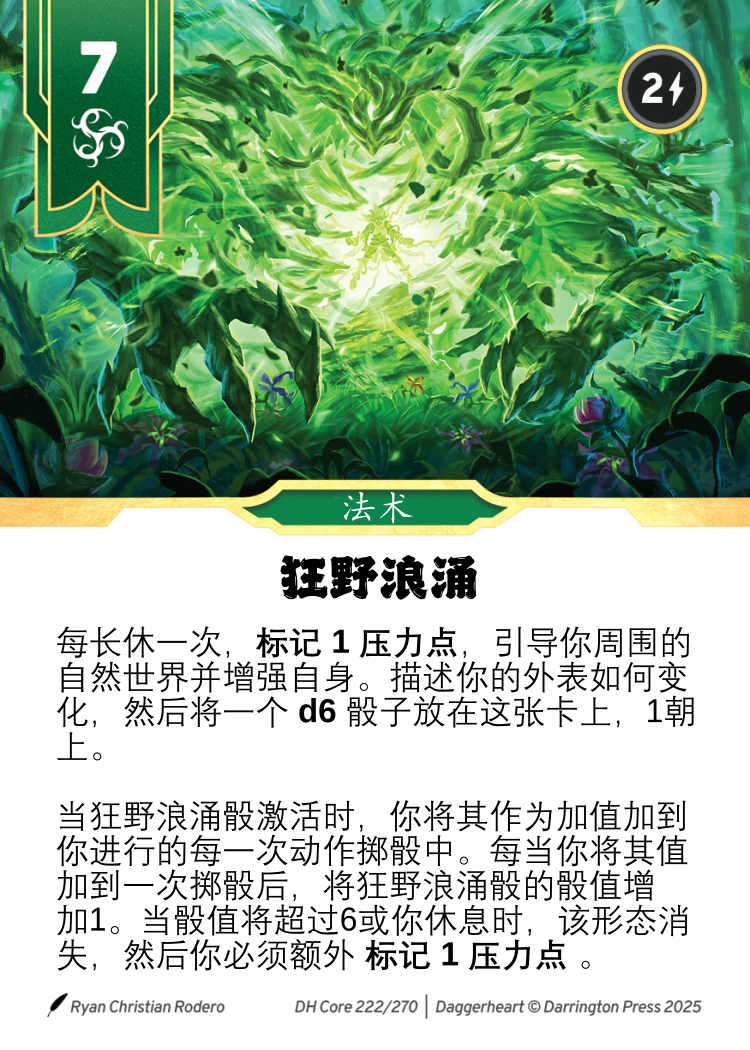 7
2
法术
狂野浪涌
每长休一次，标记 1 压力点，引导你周围的
自然世界并增强自身。描述你的外表如何变
化，然后将一个 d6 骰子放在这张卡上，1朝
上。
当狂野浪涌骰激活时，你将其作为加值加到
你进行的每一次动作掷骰中。每当你将其值
加到一次掷骰后，将狂野浪涌骰的骰值增
加1。当骰值将超过6或你休息时，该形态消
失，然后你必须额外 标记 1 压力点 。
Ryan Christian Rodero
DH Core 222/270 | Daggerheart © Darrington Press 2025